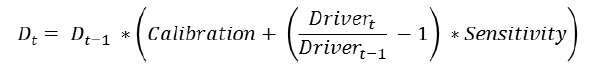 D_t = D_{t-1} * (Calibration + (Driver_t / Driver_{t-1} − 1) * Sensitivity)